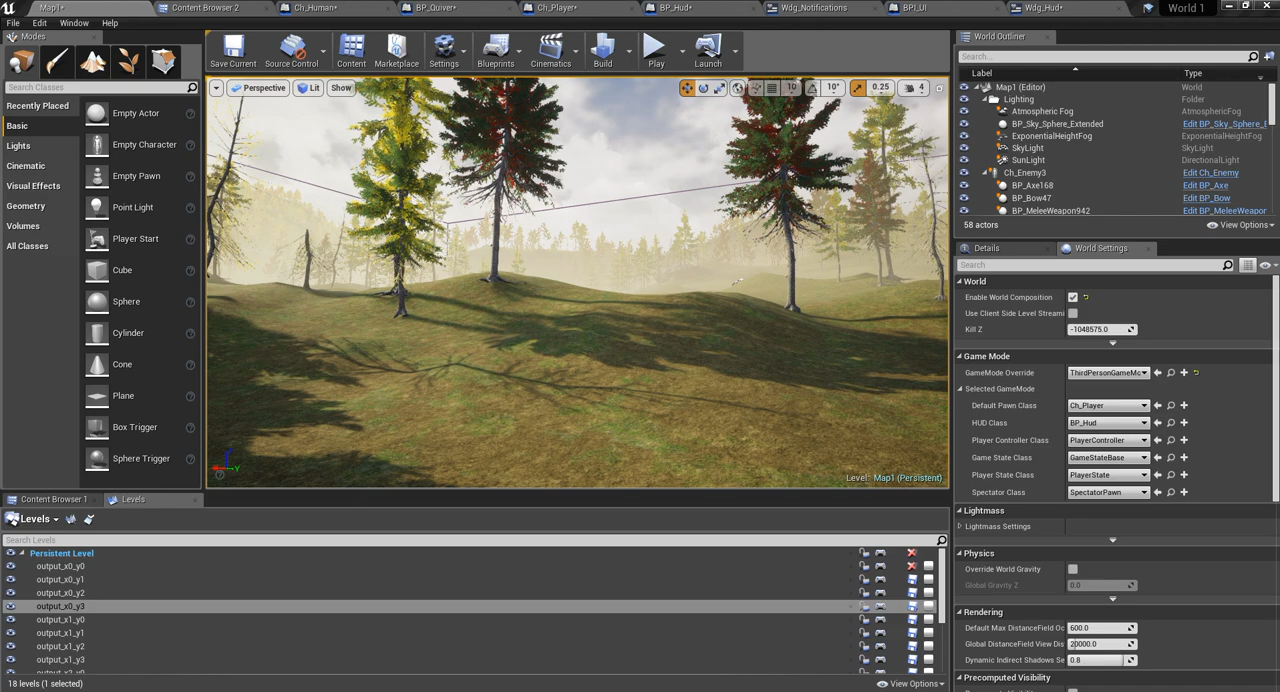 Map1*
Content Browser 2
Ch_Human*
BP_Quiver*
Ch_Player*
BP_Hud*
Wdg_Notifications
BPI_UI
Wdg_Hud*
World 1
File Edit Window Help
Modes
Search Classes
Recently Placed
Basic
Lights
Cinematic
Visual Effects
Geometry
Volumes
All Classes
Empty Actor
Empty Character
Empty Pawn
Point Light
Player Start
Cube
Sphere
Cylinder
Cone
Plane
Box Trigger
Sphere Trigger
Save Current
Source Control
Content
Marketplace
Settings
Blueprints
Cinematics
Build
Play
Launch
Perspective
Lit
Show
10
10°
0.25
4
Y
Level: Map1 (Persistent)
World Outliner
Search...
Label Type
Map1 (Editor) World
Lighting Folder
Atmospheric Fog AtmosphericFog
BP_Sky_Sphere_Extended Edit BP_Sky_Sphere_E
ExponentialHeightFog ExponentialHeightFog
SkyLight SkyLight
SunLight DirectionalLight
Ch_Enemy3 Edit Ch_Enemy
BP_Axe168 Edit BP_Axe
BP_Bow47 Edit BP_Bow
BP_MeleeWeapon942 Edit BP_MeleeWeapon
58 actors
View Options
Details
World Settings
Search
World
Enable World Composition
Use Client Side Level Streami
Kill Z -1048575.0
Game Mode
GameMode Override ThirdPersonGameMo
Selected GameMode
Default Pawn Class Ch_Player
HUD Class BP_Hud
Player Controller Class PlayerController
Game State Class GameStateBase
Player State Class PlayerState
Spectator Class SpectatorPawn
Lightmass
Lightmass Settings
Physics
Override World Gravity
Global Gravity Z 0.0
Rendering
Default Max DistanceField Oc 600.0
Global DistanceField View Dis 20000.0
Dynamic Indirect Shadows Se 0.8
Precomputed Visibility
Content Browser 1
Levels
Levels
Search Levels
Persistent Level
output_x0_y0
output_x0_y1
output_x0_y2
output_x0_y3
output_x1_y0
output_x1_y1
output_x1_y2
output_x1_y3
18 levels (1 selected)
View Options